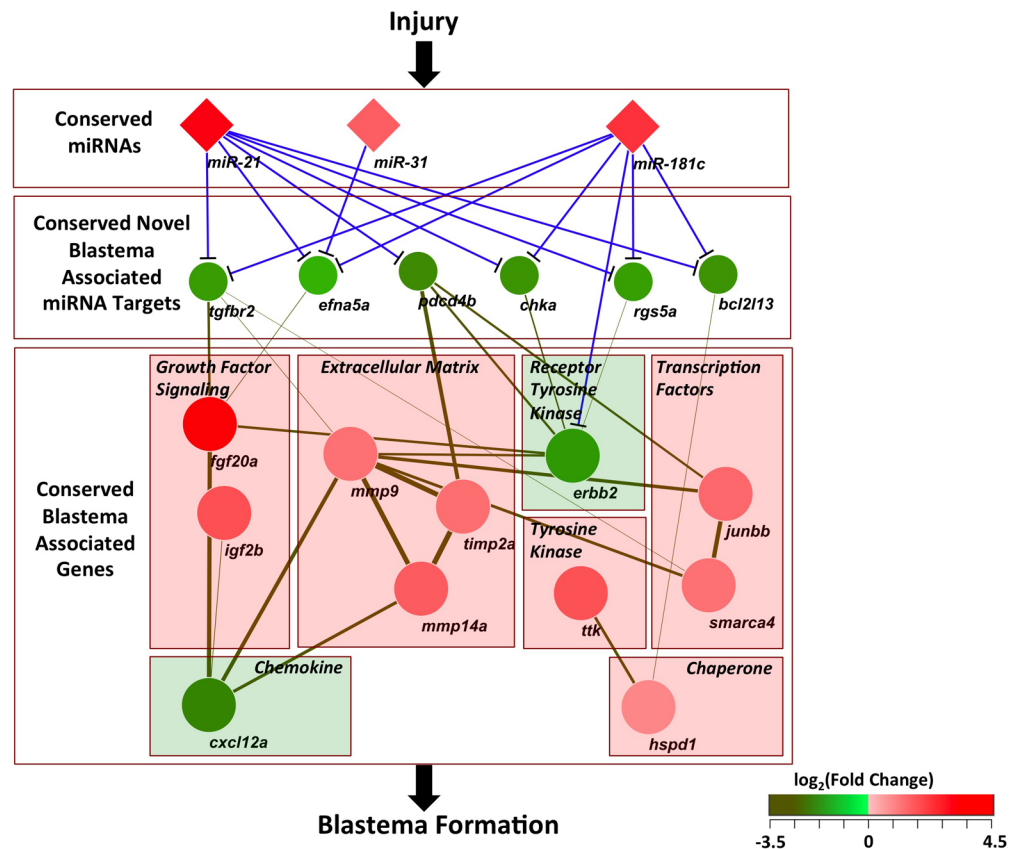 Injury
Conserved
miRNAs
miR-21
miR-31
miR-181c
Conserved Novel
Blastema
Associated
miRNA Targets
tgfbr2
efna5a
pdcd4b
chka
rgs5a
bcl2l13
Conserved
Blastema
Associated
Genes
Growth Factor
Signaling
fgf20a
igf2b
Extracellular Matrix
mmp9
timp2a
mmp14a
Receptor
Tyrosine
Kinase
erbb2
Transcription
Factors
junbb
smarca4
Tyrosine
Kinase
ttk
Chemokine
cxcl12a
Chaperone
hspd1
Blastema Formation
log2(Fold Change)
-3.5 0 4.5